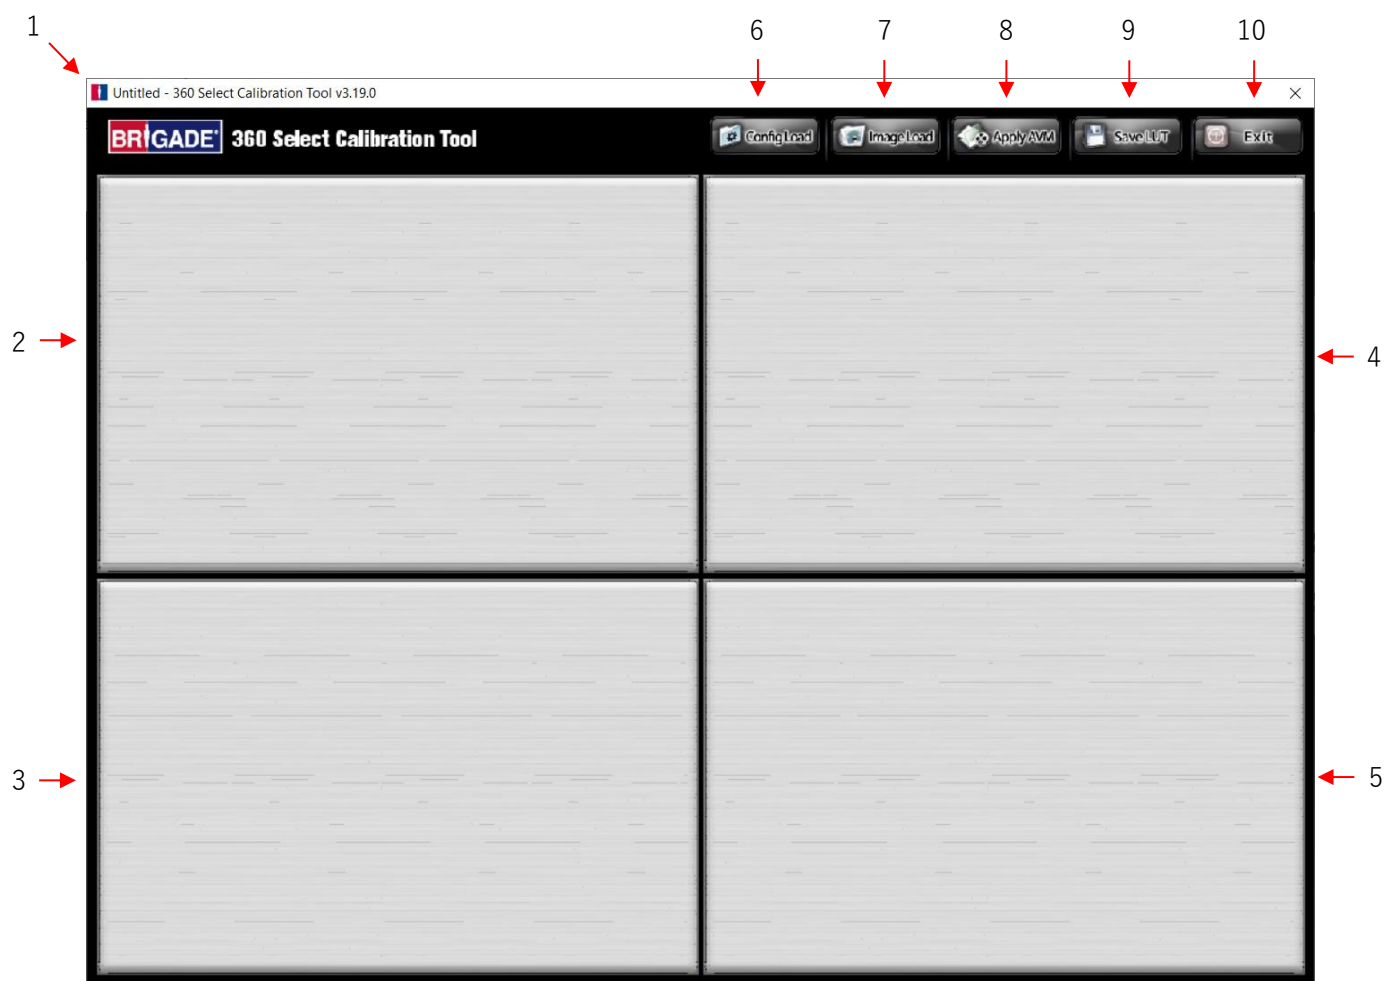 1
6
7
8
9
10
Untitled - 360 Select Calibration Tool v3.19.0
BRIGADE 360 Select Calibration Tool
Config Load
Image Load
Apply AVM
Save LUT
Exit
2
4
3
5